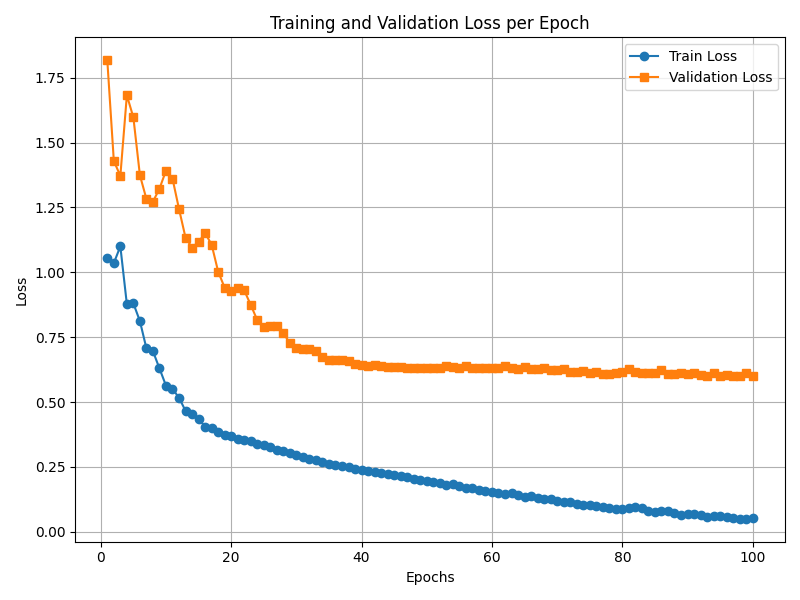 Training and Validation Loss per Epoch
Train Loss
Validation Loss
1.75
1.50
1.25
1.00
0.75
0.50
0.25
0.00
Loss
0 20 40 60 80 100
Epochs